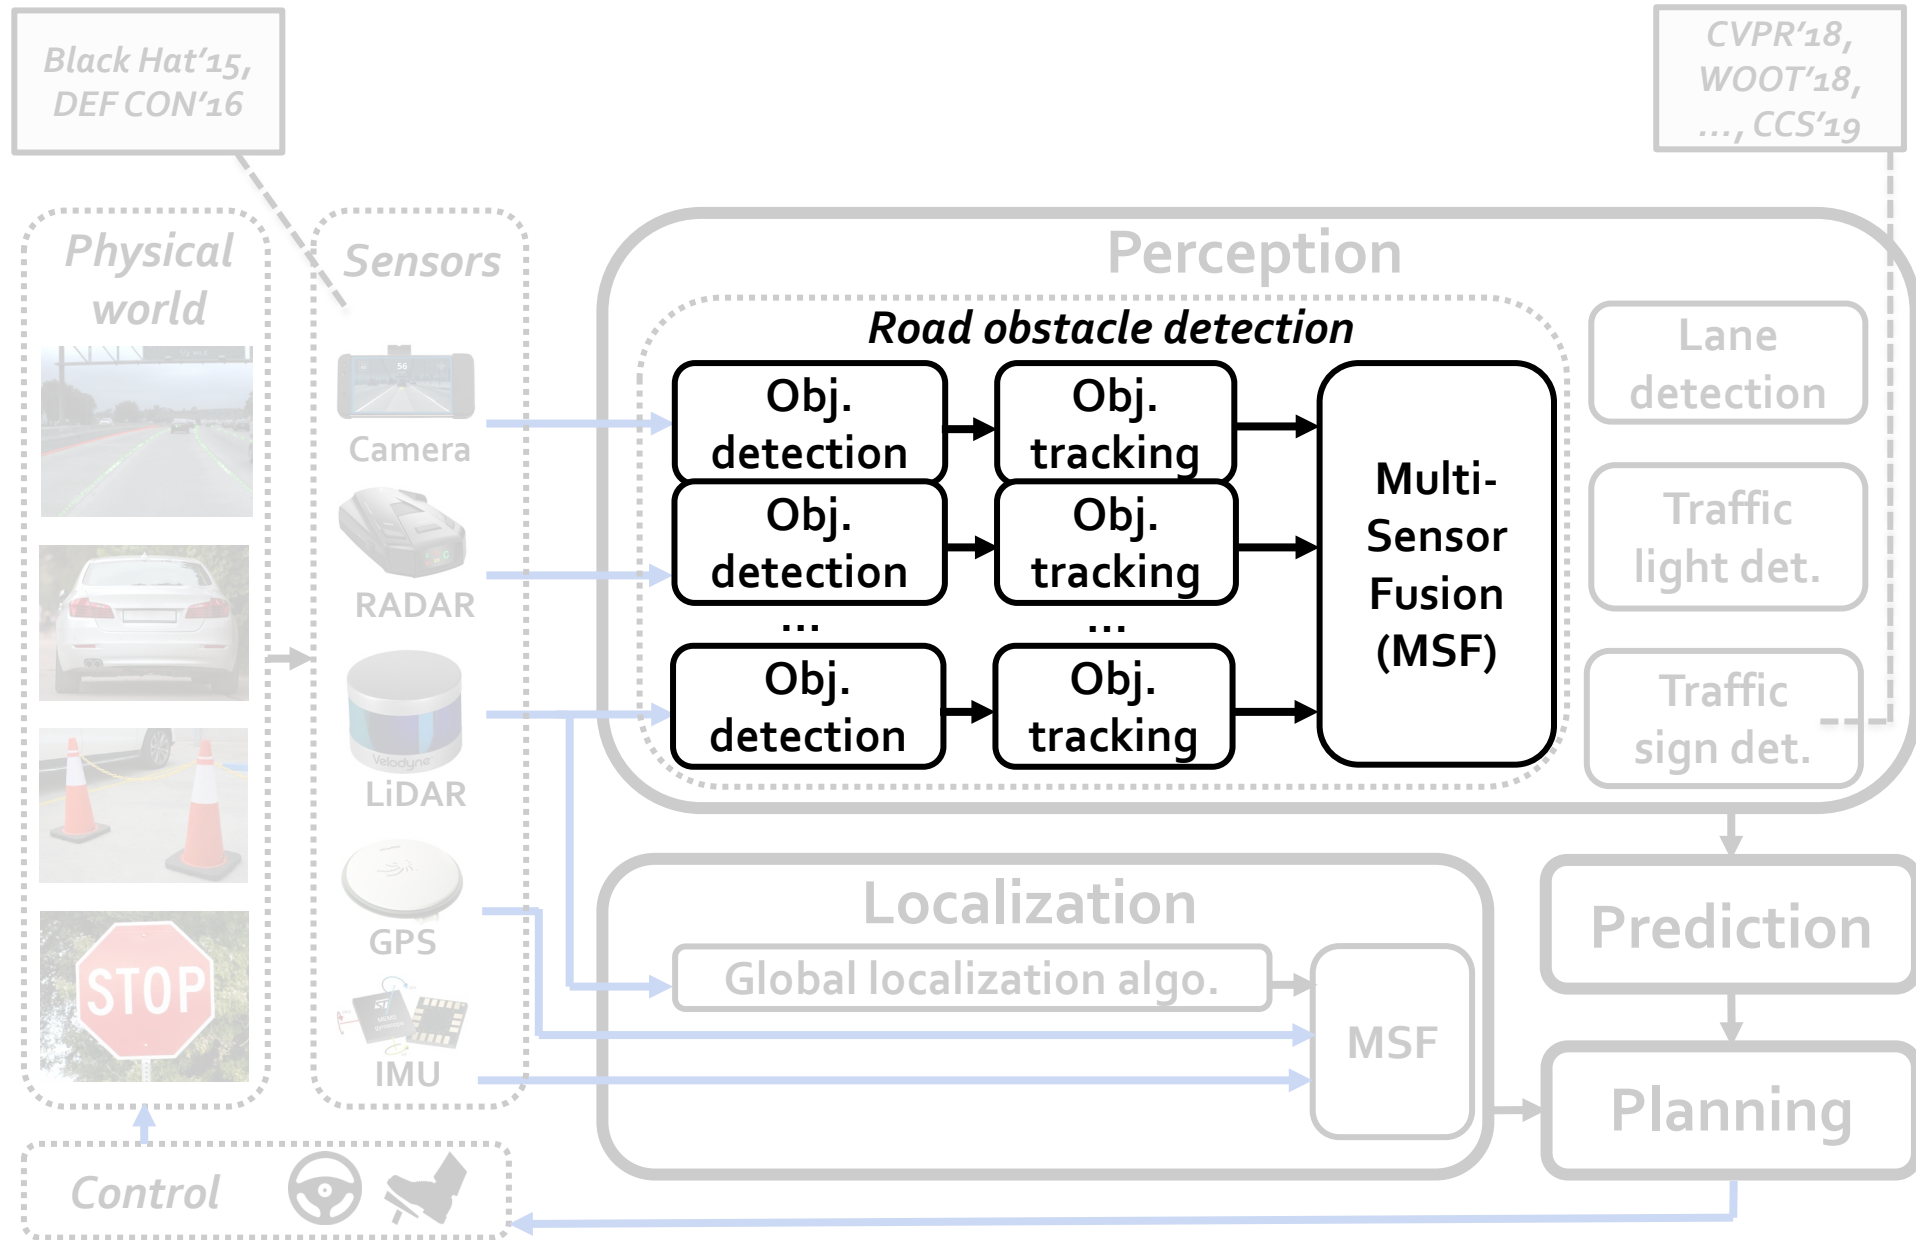 Black Hat'15,
DEF CON'16
CVPR'18,
WOOT'18,
..., CCS'19
Physical
world
STOP
Sensors
56
Camera
RADAR
Velodyne
LiDAR
GPS
IMU
Perception
Road obstacle detection
Obj.
detection
Obj.
tracking
Obj.
detection
Obj.
tracking
...
...
Obj.
detection
Obj.
tracking
Multi-
Sensor
Fusion
(MSF)
Lane
detection
Traffic
light det.
Traffic
sign det.
Localization
Global localization algo.
MSF
Prediction
Planning
Control